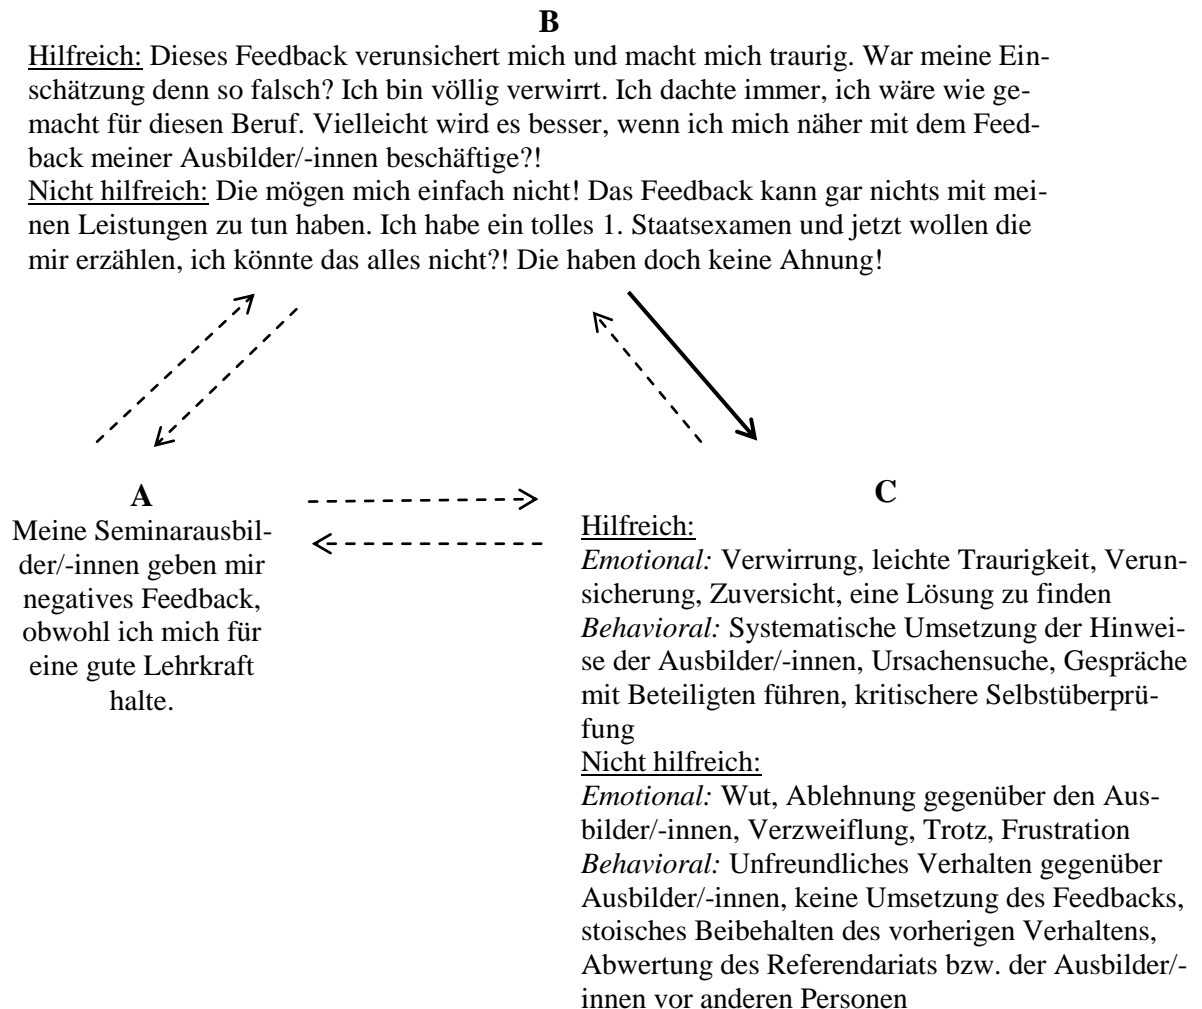 B
Hilfreich: Dieses Feedback verunsichert mich und macht mich traurig. War meine Ein-
schätzung denn so falsch? Ich bin völlig verwirrt. Ich dachte immer, ich wäre wie ge-
macht für diesen Beruf. Vielleicht wird es besser, wenn ich mich näher mit dem Feed-
back meiner Ausbilder/-innen beschäftige?!
Nicht hilfreich: Die mögen mich einfach nicht! Das Feedback kann gar nichts mit mei-
nen Leistungen zu tun haben. Ich habe ein tolles 1. Staatsexamen und jetzt wollen die
mir erzählen, ich könnte das alles nicht?! Die haben doch keine Ahnung!
A
Meine Seminarausbil-
der/-innen geben mir
negatives Feedback,
obwohl ich mich für
eine gute Lehrkraft
halte.
C
Hilfreich:
Emotional: Verwirrung, leichte Traurigkeit, Verun-
sicherung, Zuversicht, eine Lösung zu finden
Behavioral: Systematische Umsetzung der Hinwei-
se der Ausbilder/-innen, Ursachensuche, Gespräche
mit Beteiligten führen, kritischere Selbstüberprü-
fung
Nicht hilfreich:
Emotional: Wut, Ablehnung gegenüber den Aus-
bilder/-innen, Verzweiflung, Trotz, Frustration
Behavioral: Unfreundliches Verhalten gegenüber
Ausbilder/-innen, keine Umsetzung des Feedbacks,
stoisches Beibehalten des vorherigen Verhaltens,
Abwertung des Referendariats bzw. der Ausbilder/-
innen vor anderen Personen